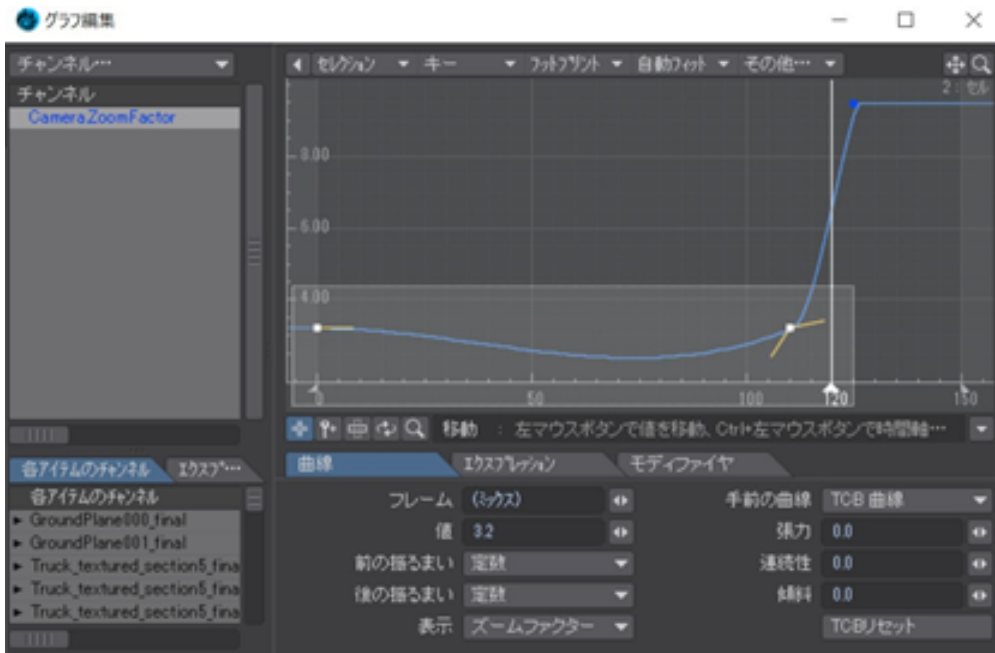 グラフ編集
チャンネル…
セレクション キー フットプリント 自動フィット その他…
チャンネル
CameraZoomFactor
2: セル
8.00
6.00
4.00
0 50 100 120 150
移動 : 左マウスボタンで値を移動、Ctrl+左マウスボタンで時間軸…
各アイテムのチャンネル エクスプ…
曲線 エクスプレッション モディファイヤ
各アイテムのチャンネル
GroundPlane000_final
GroundPlane001_final
Truck_textured_section5_fina
Truck_textured_section5_fina
Truck_textured_section5_fina
フレーム (ミックス)
手前の曲線 TCB 曲線
値 3.2
張力 0.0
前の振るまい 定数
連続性 0.0
後の振るまい 定数
傾斜 0.0
表示 ズームファクター
TCBリセット